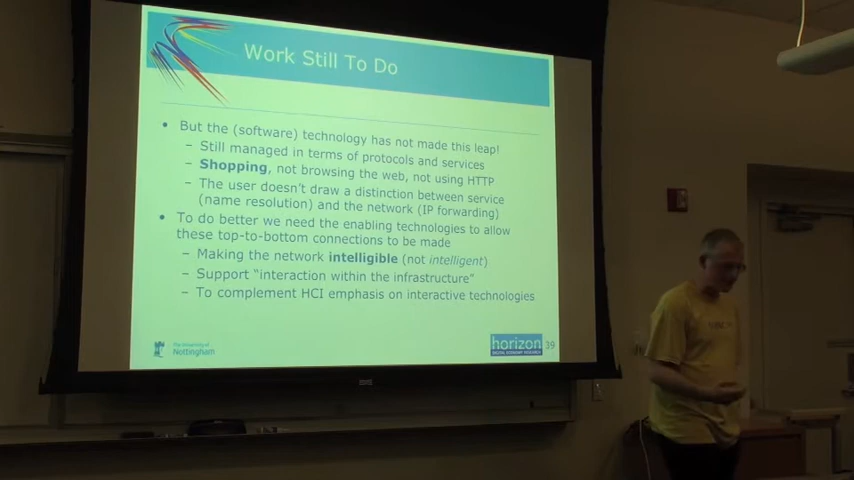 Work Still To Do
• But the (software) technology has not made this leap!
– Still managed in terms of protocols and services
– Shopping, not browsing the web, not using HTTP
– The user doesn't draw a distinction between service
(name resolution) and the network (IP forwarding)
• To do better we need the enabling technologies to allow
these top-to-bottom connections to be made
– Making the network intelligible (not intelligent)
– Support “interaction within the infrastructure”
– To complement HCI emphasis on interactive technologies
The University of
Nottingham
horizon
DIGITAL ECONOMY RESEARCH
39